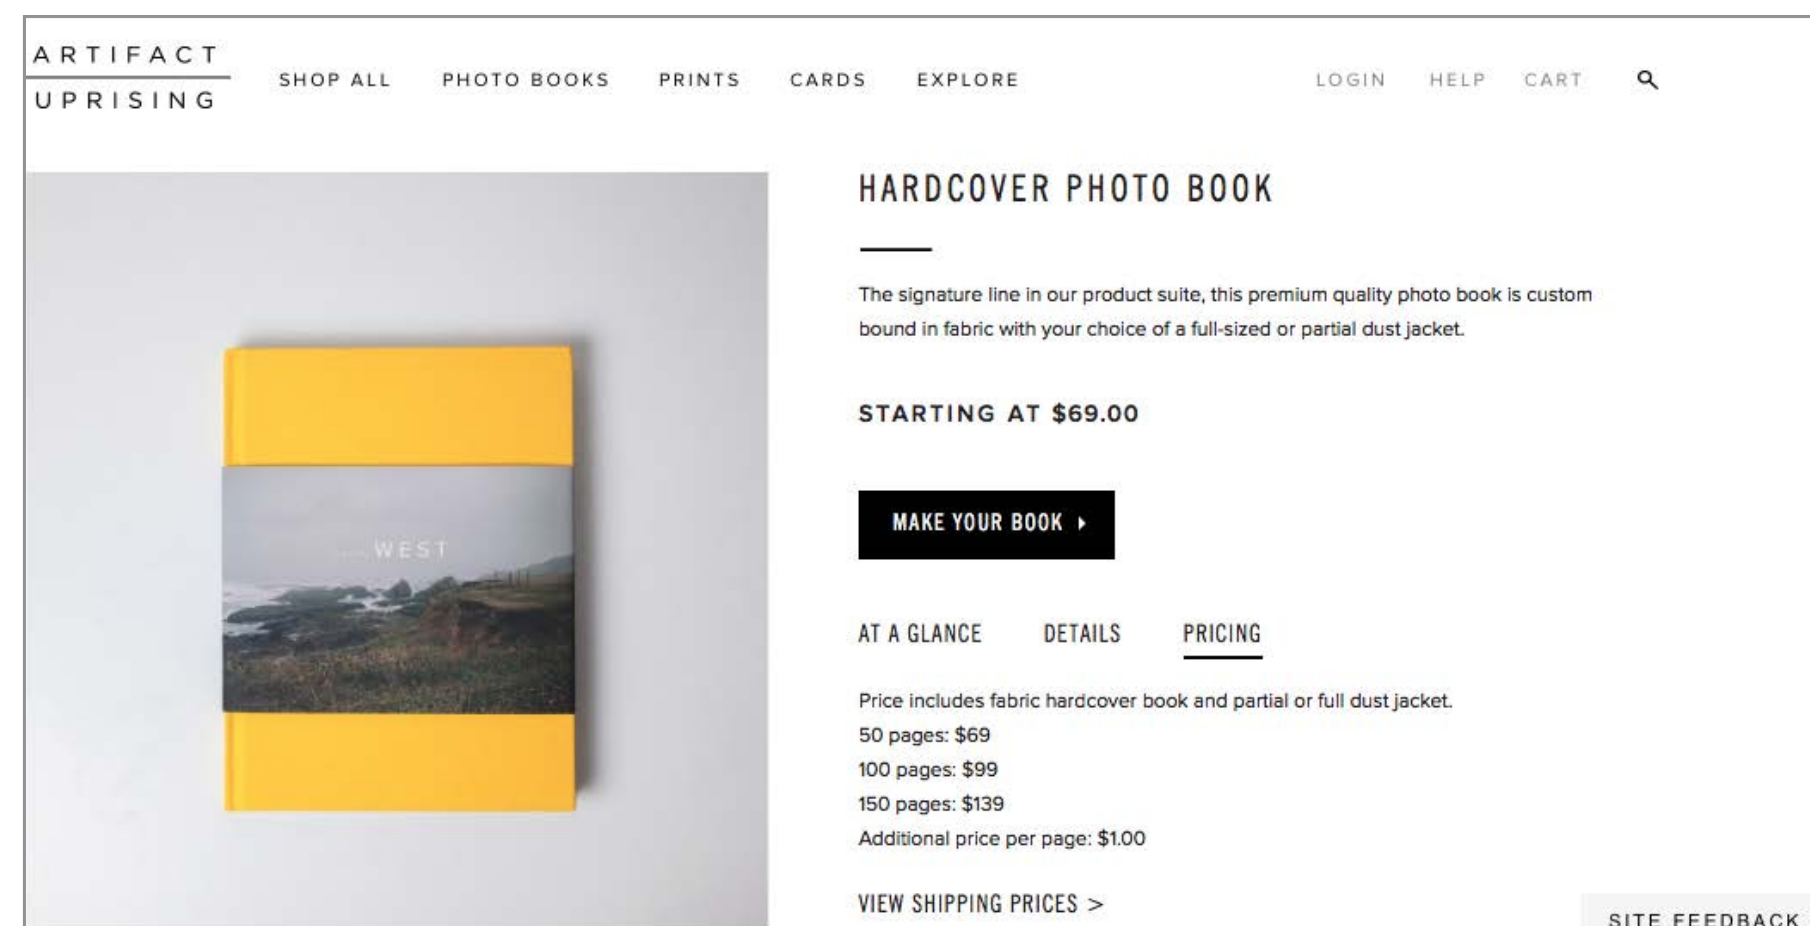 ARTIFACT
UPRISING
SHOP ALL PHOTO BOOKS PRINTS CARDS EXPLORE
LOGIN HELP CART
HARDCOVER PHOTO BOOK
The signature line in our product suite, this premium quality photo book is custom
bound in fabric with your choice of a full-sized or partial dust jacket.
STARTING AT $69.00
MAKE YOUR BOOK
WEST
AT A GLANCE DETAILS PRICING
Price includes fabric hardcover book and partial or full dust jacket.
50 pages: $69
100 pages: $99
150 pages: $139
Additional price per page: $1.00
VIEW SHIPPING PRICES >
SITE FEEDBACK